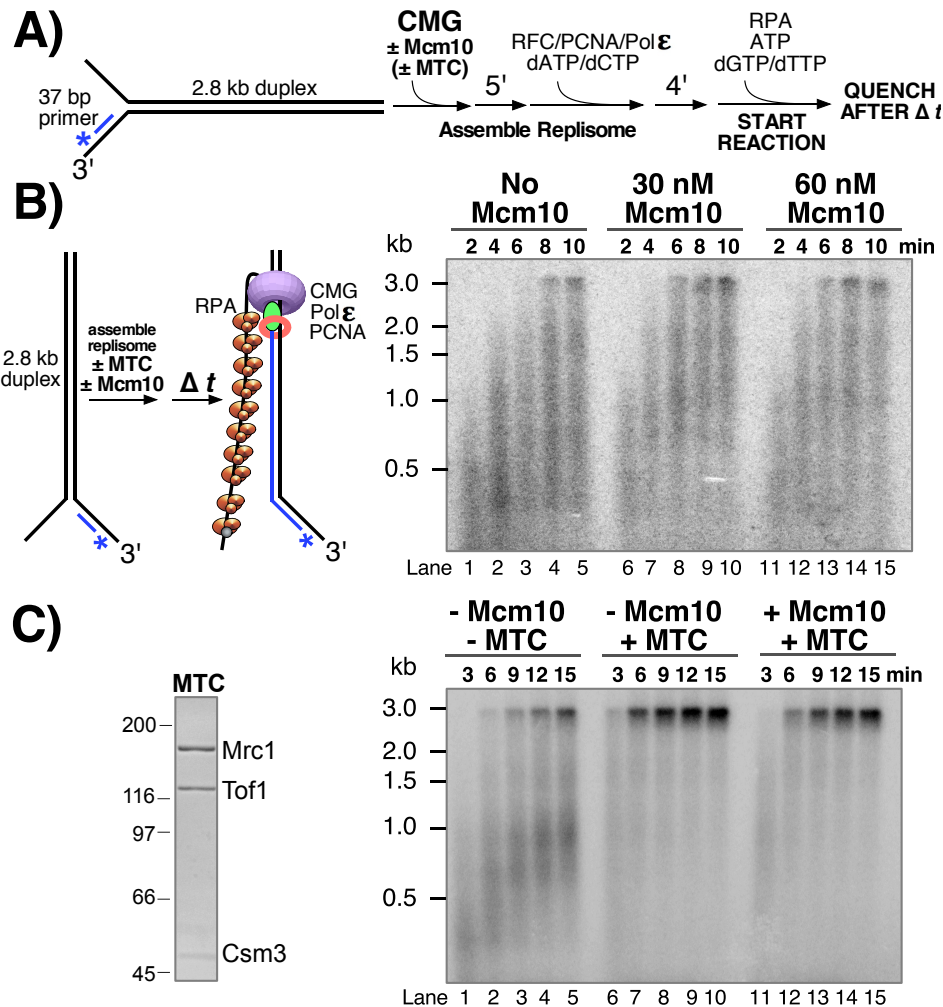 A)
37 bp
primer
*
3'
2.8 kb duplex
CMG
± Mcm10
(± MTC)
5'
RFC/PCNA/Pol ε
dATP/dCTP
4'
RPA
ATP
dGTP/dTTP
Assemble Replisome
START
REACTION
QUENCH
AFTER Δ t
B)
2.8 kb
duplex
* 3'
assemble
replisome
± MTC
± Mcm10
Δ t
RPA
CMG
Pol ε
PCNA
* 3'
No
Mcm10
30 nM
Mcm10
60 nM
Mcm10
kb
2 4 6 8 10 2 4 6 8 10 2 4 6 8 10 min
3.0
2.0
1.5
1.0
0.5
Lane 1 2 3 4 5 6 7 8 9 10 11 12 13 14 15
C)
MTC
200
116
97
66
45
Mrc1
Tof1
Csm3
- Mcm10
- MTC
- Mcm10
+ MTC
+ Mcm10
+ MTC
kb
3 6 9 12 15 3 6 9 12 15 3 6 9 12 15 min
3.0
2.0
1.5
1.0
0.5
Lane 1 2 3 4 5 6 7 8 9 10 11 12 13 14 15